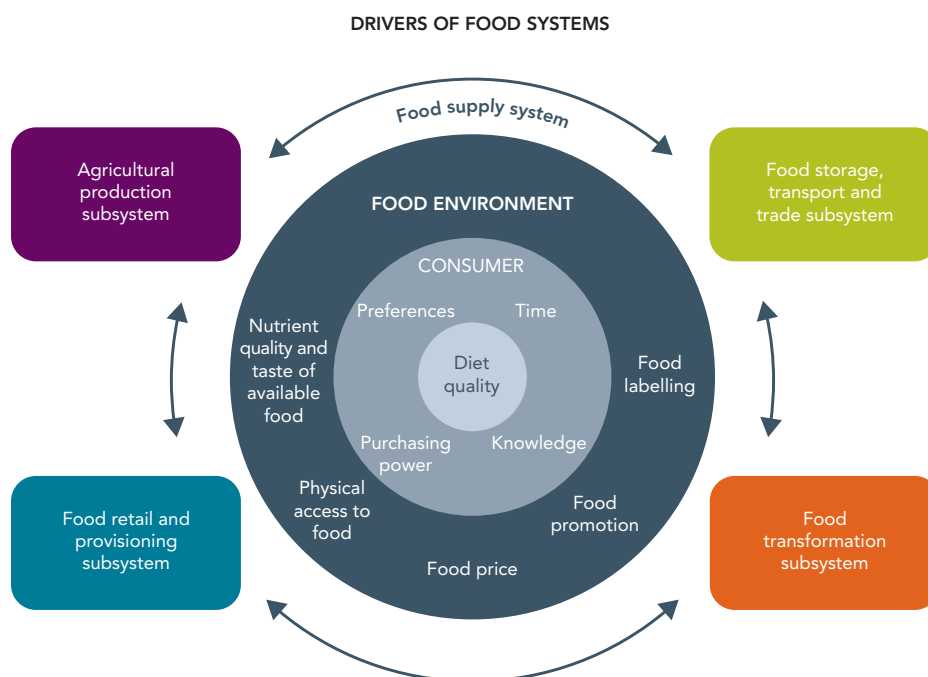 DRIVERS OF FOOD SYSTEMS
Food supply system
Agricultural
production
subsystem
Food storage,
transport and
trade subsystem
FOOD ENVIRONMENT
CONSUMER
Preferences
Time
Nutrient
quality and
taste of
available
food
Diet
quality
Food
labelling
Purchasing
power
Knowledge
Physical
access to
food
Food
promotion
Food price
Food retail and
provisioning
subsystem
Food
transformation
subsystem